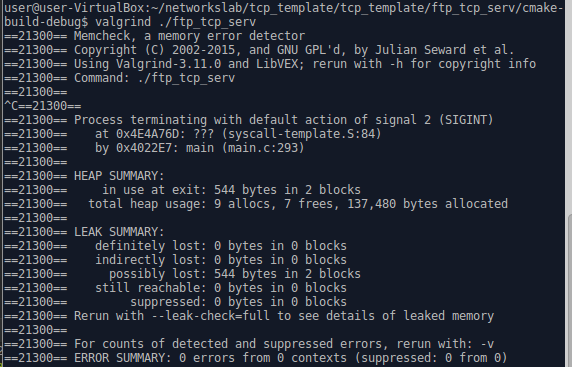 user@user-VirtualBox:~/networkslab/tcp_template/tcp_template/ftp_tcp_serv/cmake-
build-debug$ valgrind ./ftp_tcp_serv
==21300== Memcheck, a memory error detector
==21300== Copyright (C) 2002-2015, and GNU GPL'd, by Julian Seward et al.
==21300== Using Valgrind-3.11.0 and LibVEX; rerun with -h for copyright info
==21300== Command: ./ftp_tcp_serv
==21300==
^C==21300==
==21300== Process terminating with default action of signal 2 (SIGINT)
==21300==    at 0x4E4A76D: ??? (syscall-template.S:84)
==21300==    by 0x4022E7: main (main.c:293)
==21300==
==21300== HEAP SUMMARY:
==21300==     in use at exit: 544 bytes in 2 blocks
==21300==   total heap usage: 9 allocs, 7 frees, 137,480 bytes allocated
==21300==
==21300== LEAK SUMMARY:
==21300==    definitely lost: 0 bytes in 0 blocks
==21300==    indirectly lost: 0 bytes in 0 blocks
==21300==      possibly lost: 544 bytes in 2 blocks
==21300==    still reachable: 0 bytes in 0 blocks
==21300==         suppressed: 0 bytes in 0 blocks
==21300== Rerun with --leak-check=full to see details of leaked memory
==21300==
==21300== For counts of detected and suppressed errors, rerun with: -v
==21300== ERROR SUMMARY: 0 errors from 0 contexts (suppressed: 0 from 0)